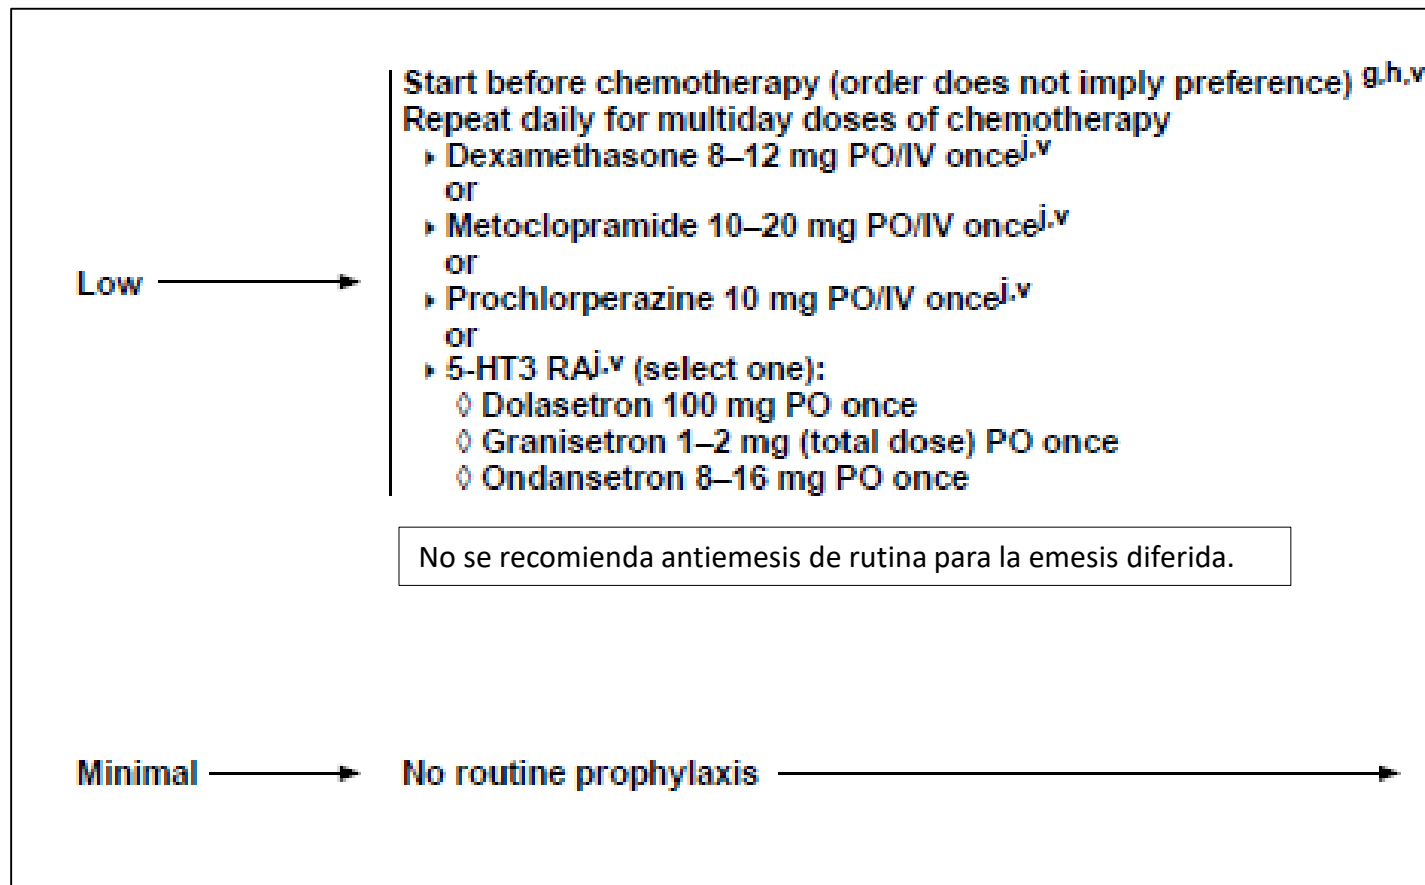 Start before chemotherapy (order does not imply preference) g,h,v
Repeat daily for multiday doses of chemotherapy
Dexamethasone 8–12 mg PO/IV once j,v
or
Metoclopramide 10–20 mg PO/IV once j,v
or
Low
Prochlorperazine 10 mg PO/IV once j,v
or
5-HT3 RA j,v (select one):
◊ Dolasetron 100 mg PO once
◊ Granisetron 1–2 mg (total dose) PO once
◊ Ondansetron 8–16 mg PO once
No se recomienda antiemesis de rutina para la emesis diferida.
Minimal
No routine prophylaxis